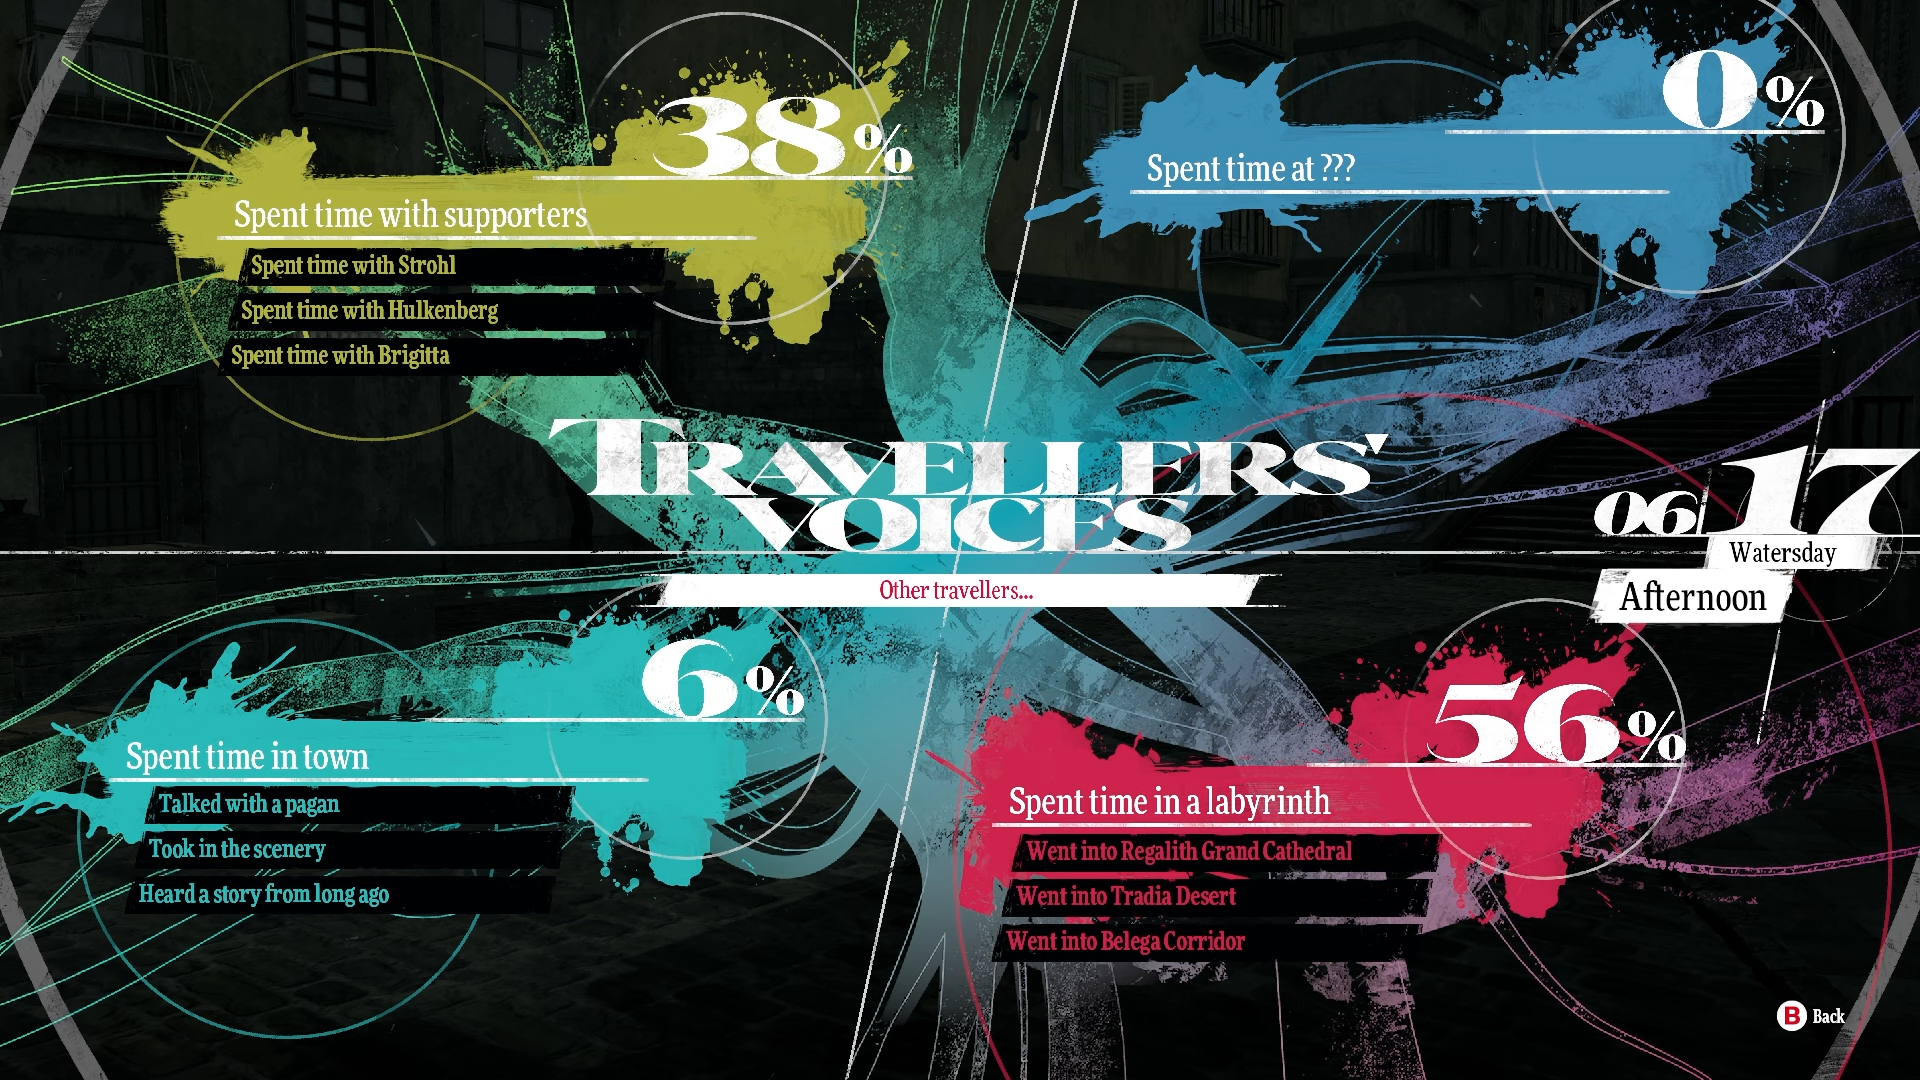 38%
Spent time with supporters
Spent time with Strohl
Spent time with Hulkenberg
Spent time with Brigitta
0%
Spent time at ???
TRAVELLERS'
VOICES
Other travellers...
06/17
Watersday
Afternoon
6%
Spent time in town
Talked with a pagan
Took in the scenery
Heard a story from long ago
56%
Spent time in a labyrinth
Went into Regalith Grand Cathedral
Went into Tradia Desert
Went into Belega Corridor
B Back